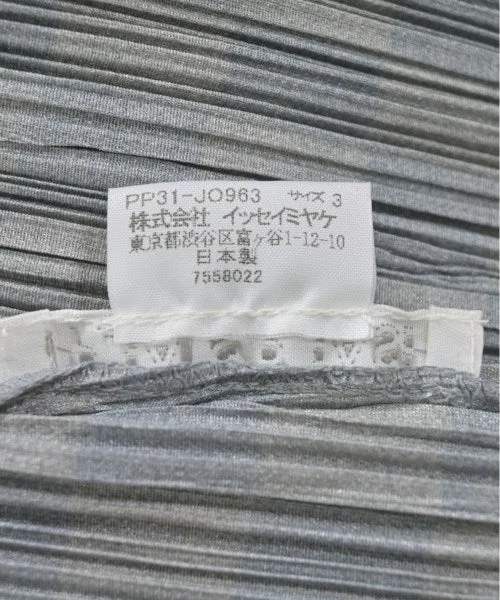 PP31-JO963 サイズ 3
株式会社 イッセイミヤケ
東京都渋谷区富ヶ谷1-12-10
日本製
7558022